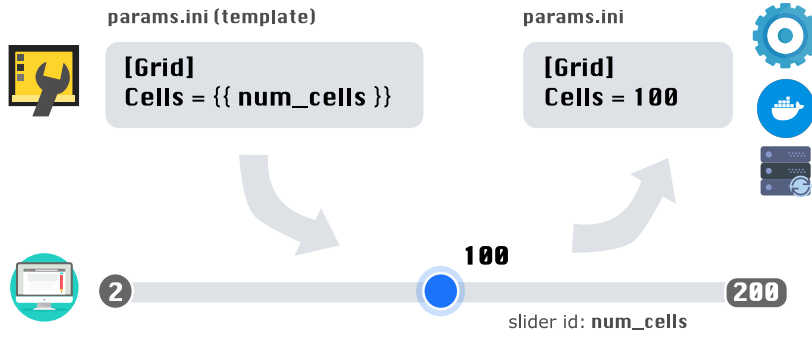 params.ini (template)
params.ini
[Grid]
Cells = {{ num_cells }}
[Grid]
Cells = 100
100
2
200
slider id: num_cells